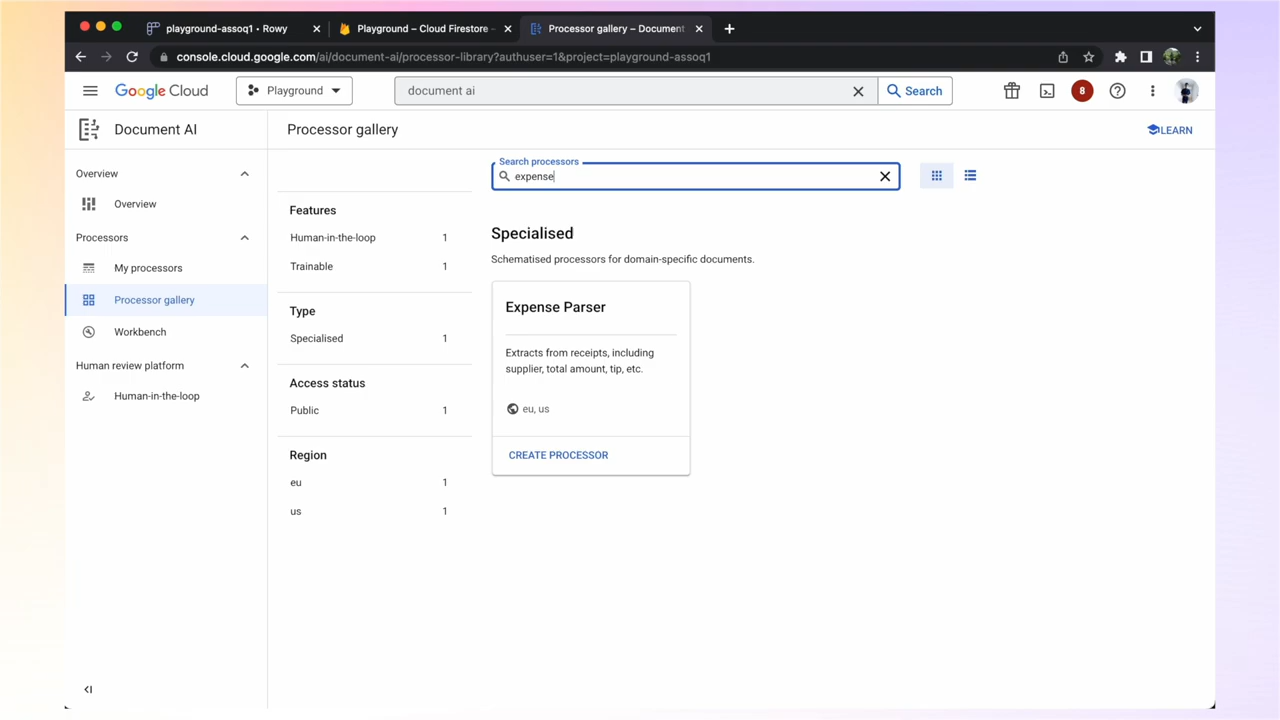 playground-assoq1 • Rowy
Playground – Cloud Firestore -
Processor gallery – Document
console.cloud.google.com/ai/document-ai/processor-library?authuser=1&project=playground-assoq1
Google Cloud
Playground
document ai
Search
8
Document AI
Processor gallery
LEARN
Overview
Overview
Processors
My processors
Processor gallery
Workbench
Human review platform
Human-in-the-loop
Search processors
expense
Features
Human-in-the-loop 1
Trainable 1
Type
Specialised 1
Access status
Public 1
Region
eu 1
us 1
Specialised
Schematised processors for domain-specific documents.
Expense Parser
Extracts from receipts, including
supplier, total amount, tip, etc.
eu, us
CREATE PROCESSOR